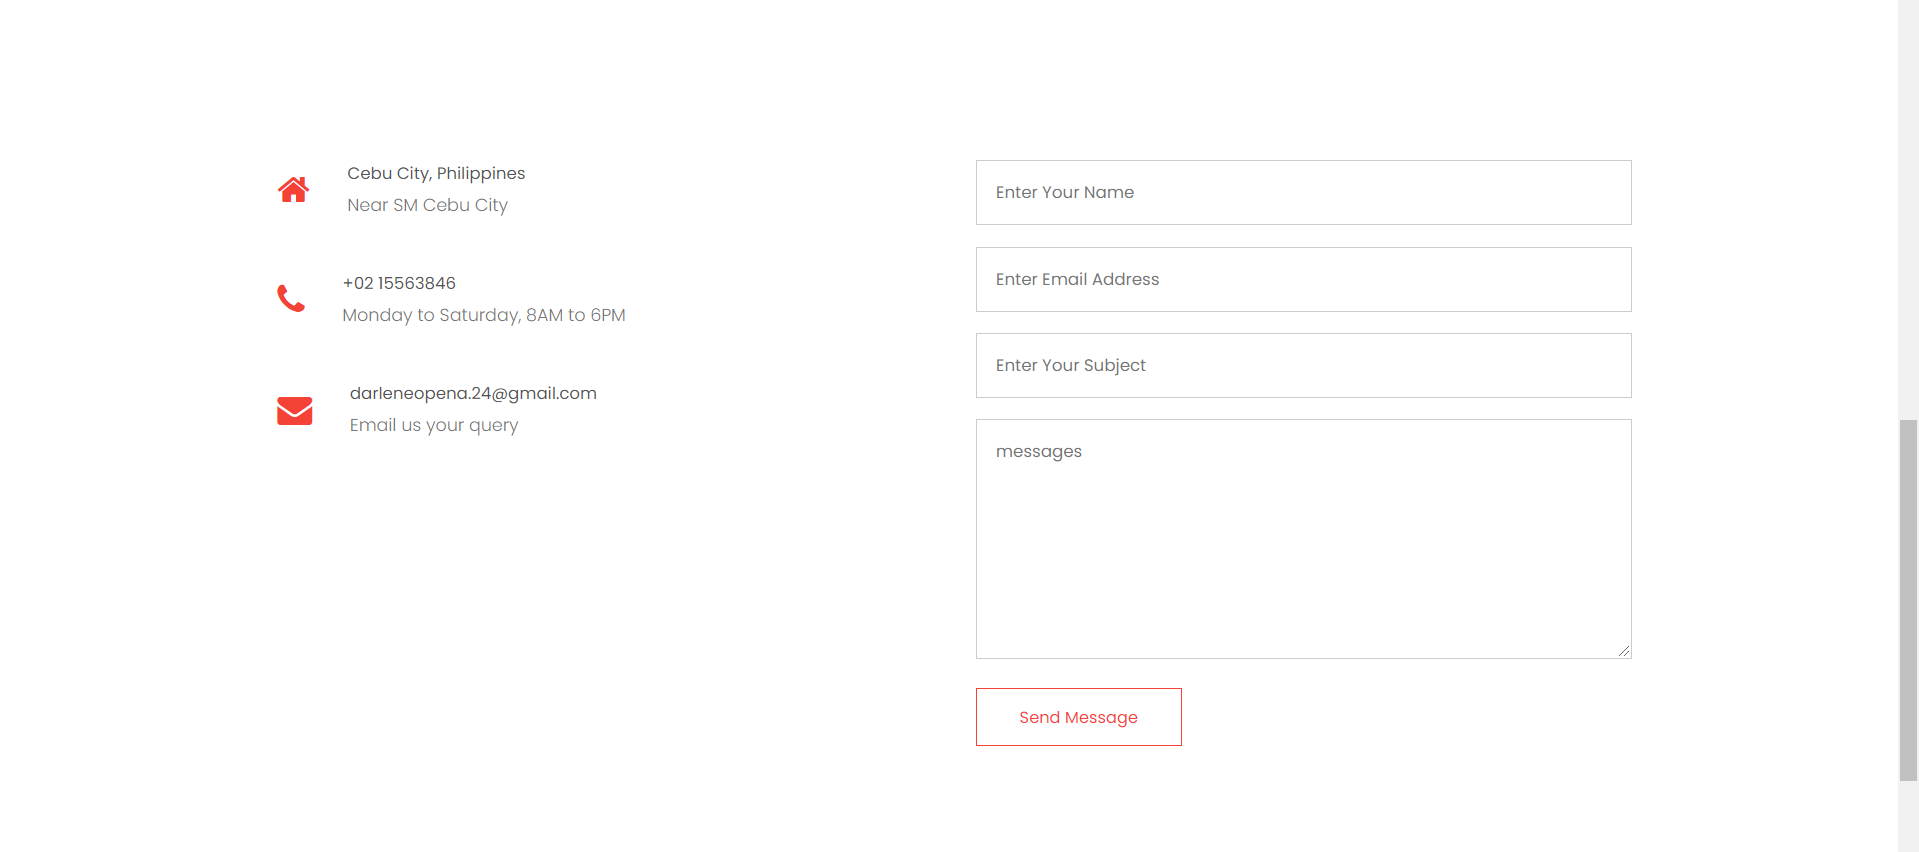 Cebu City, Philippines
Near SM Cebu City
+02 15563846
Monday to Saturday, 8AM to 6PM
darleneopena.24@gmail.com
Email us your query
Enter Your Name
Enter Email Address
Enter Your Subject
messages
Send Message